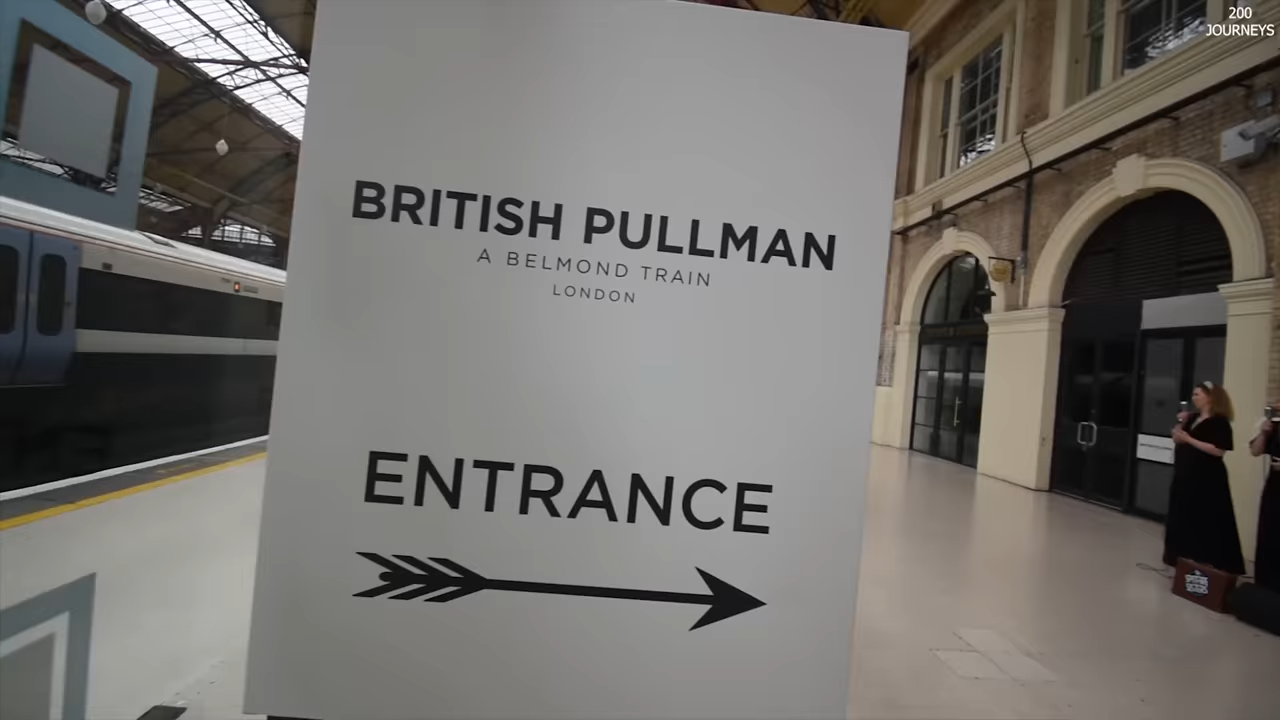 200
JOURNEYS
BRITISH PULLMAN
A BELMOND TRAIN
LONDON
ENTRANCE